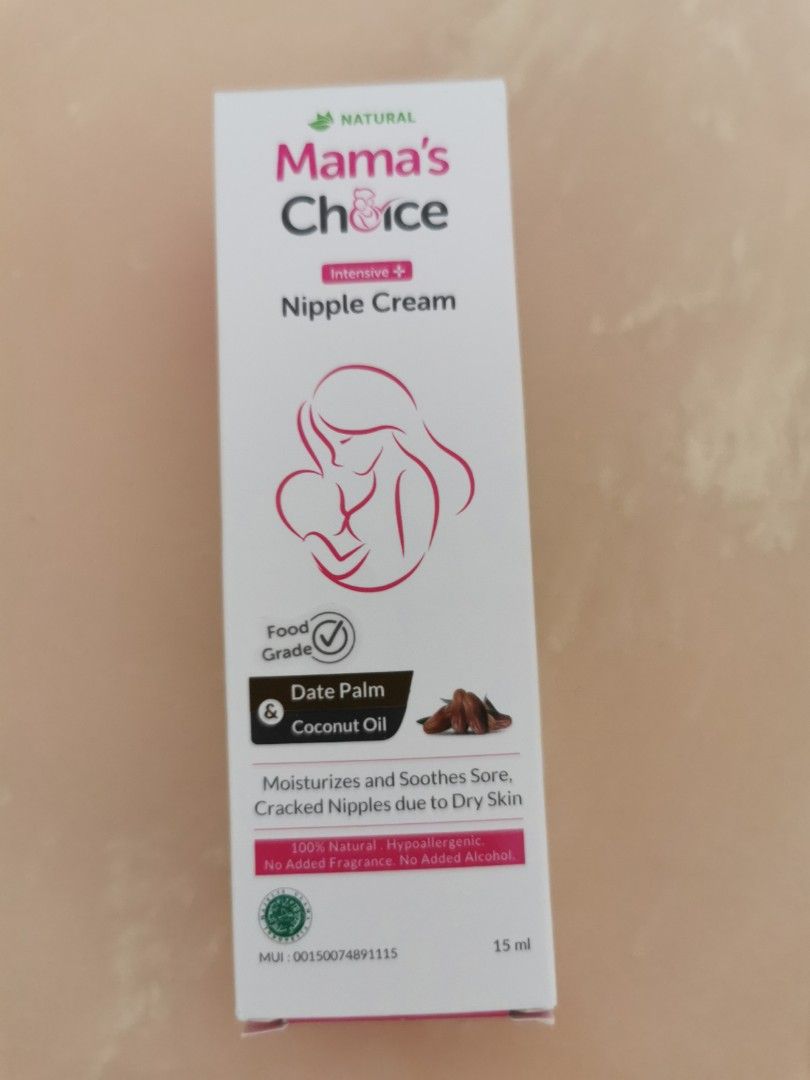 NATURAL
Mama's
Choice
Intensive +
Nipple Cream
Food
Grade
Date Palm
&
Coconut Oil
Moisturizes and Soothes Sore,
Cracked Nipples due to Dry Skin
100% Natural . Hypoallergenic.
No Added Fragrance. No Added Alcohol.
MUI : 00150074891115
15 ml